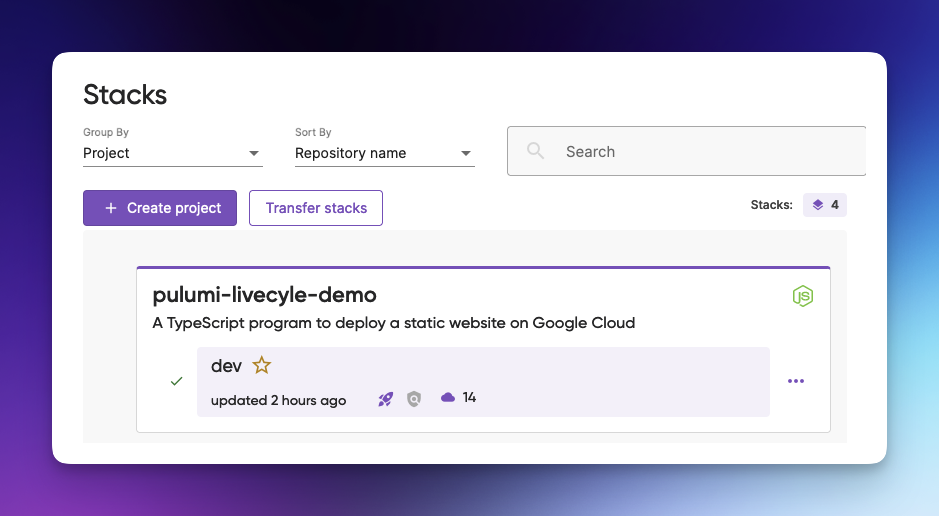 Stacks
Group By
Project
Sort By
Repository name
Search
+ Create project
Transfer stacks
Stacks: 4
pulumi-livecyle-demo
JS
A TypeScript program to deploy a static website on Google Cloud
dev
updated 2 hours ago
14